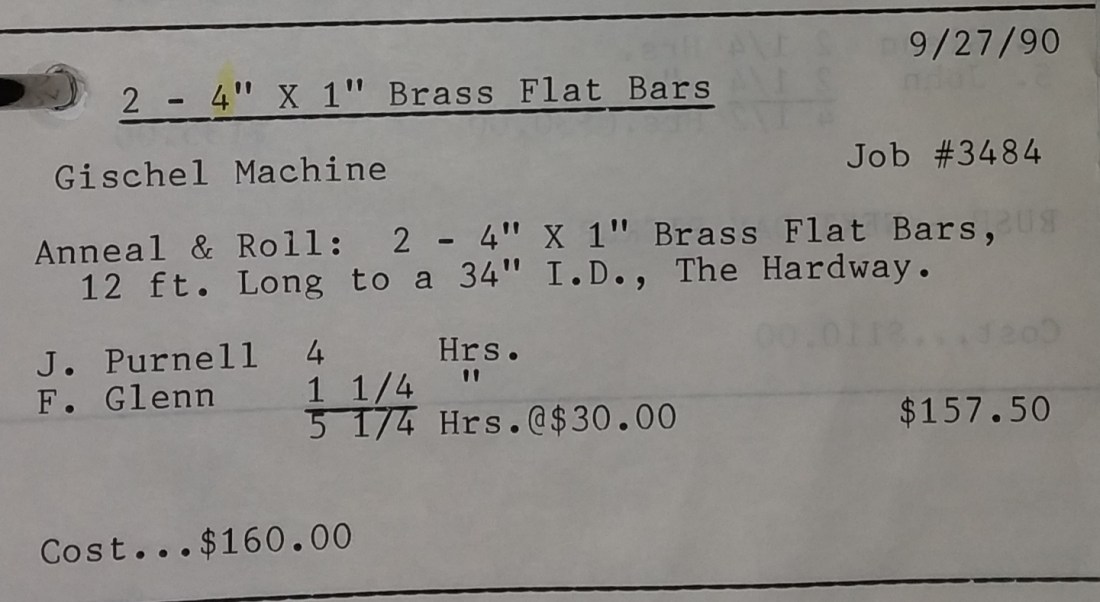 9/27/90
2 - 4" X 1" Brass Flat Bars
Gischel Machine Job #3484
Anneal & Roll: 2 - 4" X 1" Brass Flat Bars,
12 ft. Long to a 34" I.D., The Hardway.
J. Purnell 4 Hrs.
F. Glenn 1 1/4 "
5 1/4 Hrs.@$30.00 $157.50
Cost...$160.00